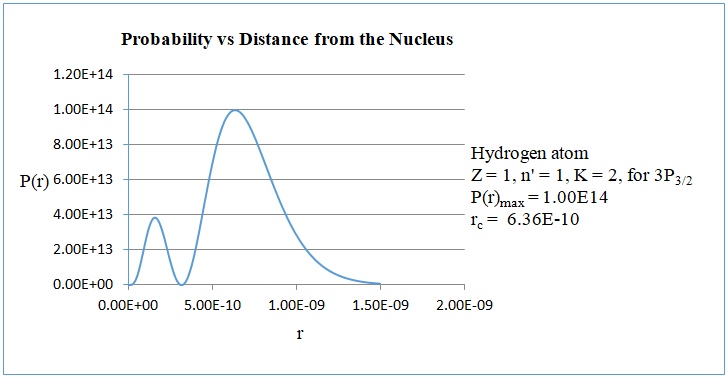 Probability vs Distance from the Nucleus
1.20E+14
1.00E+14
8.00E+13
P(r) 6.00E+13
4.00E+13
2.00E+13
0.00E+00
0.00E+00 5.00E-10 1.00E-09 1.50E-09 2.00E-09
r
Hydrogen atom
Z = 1, n' = 1, K = 2, for 3P3/2
P(r)max = 1.00E14
rc = 6.36E-10